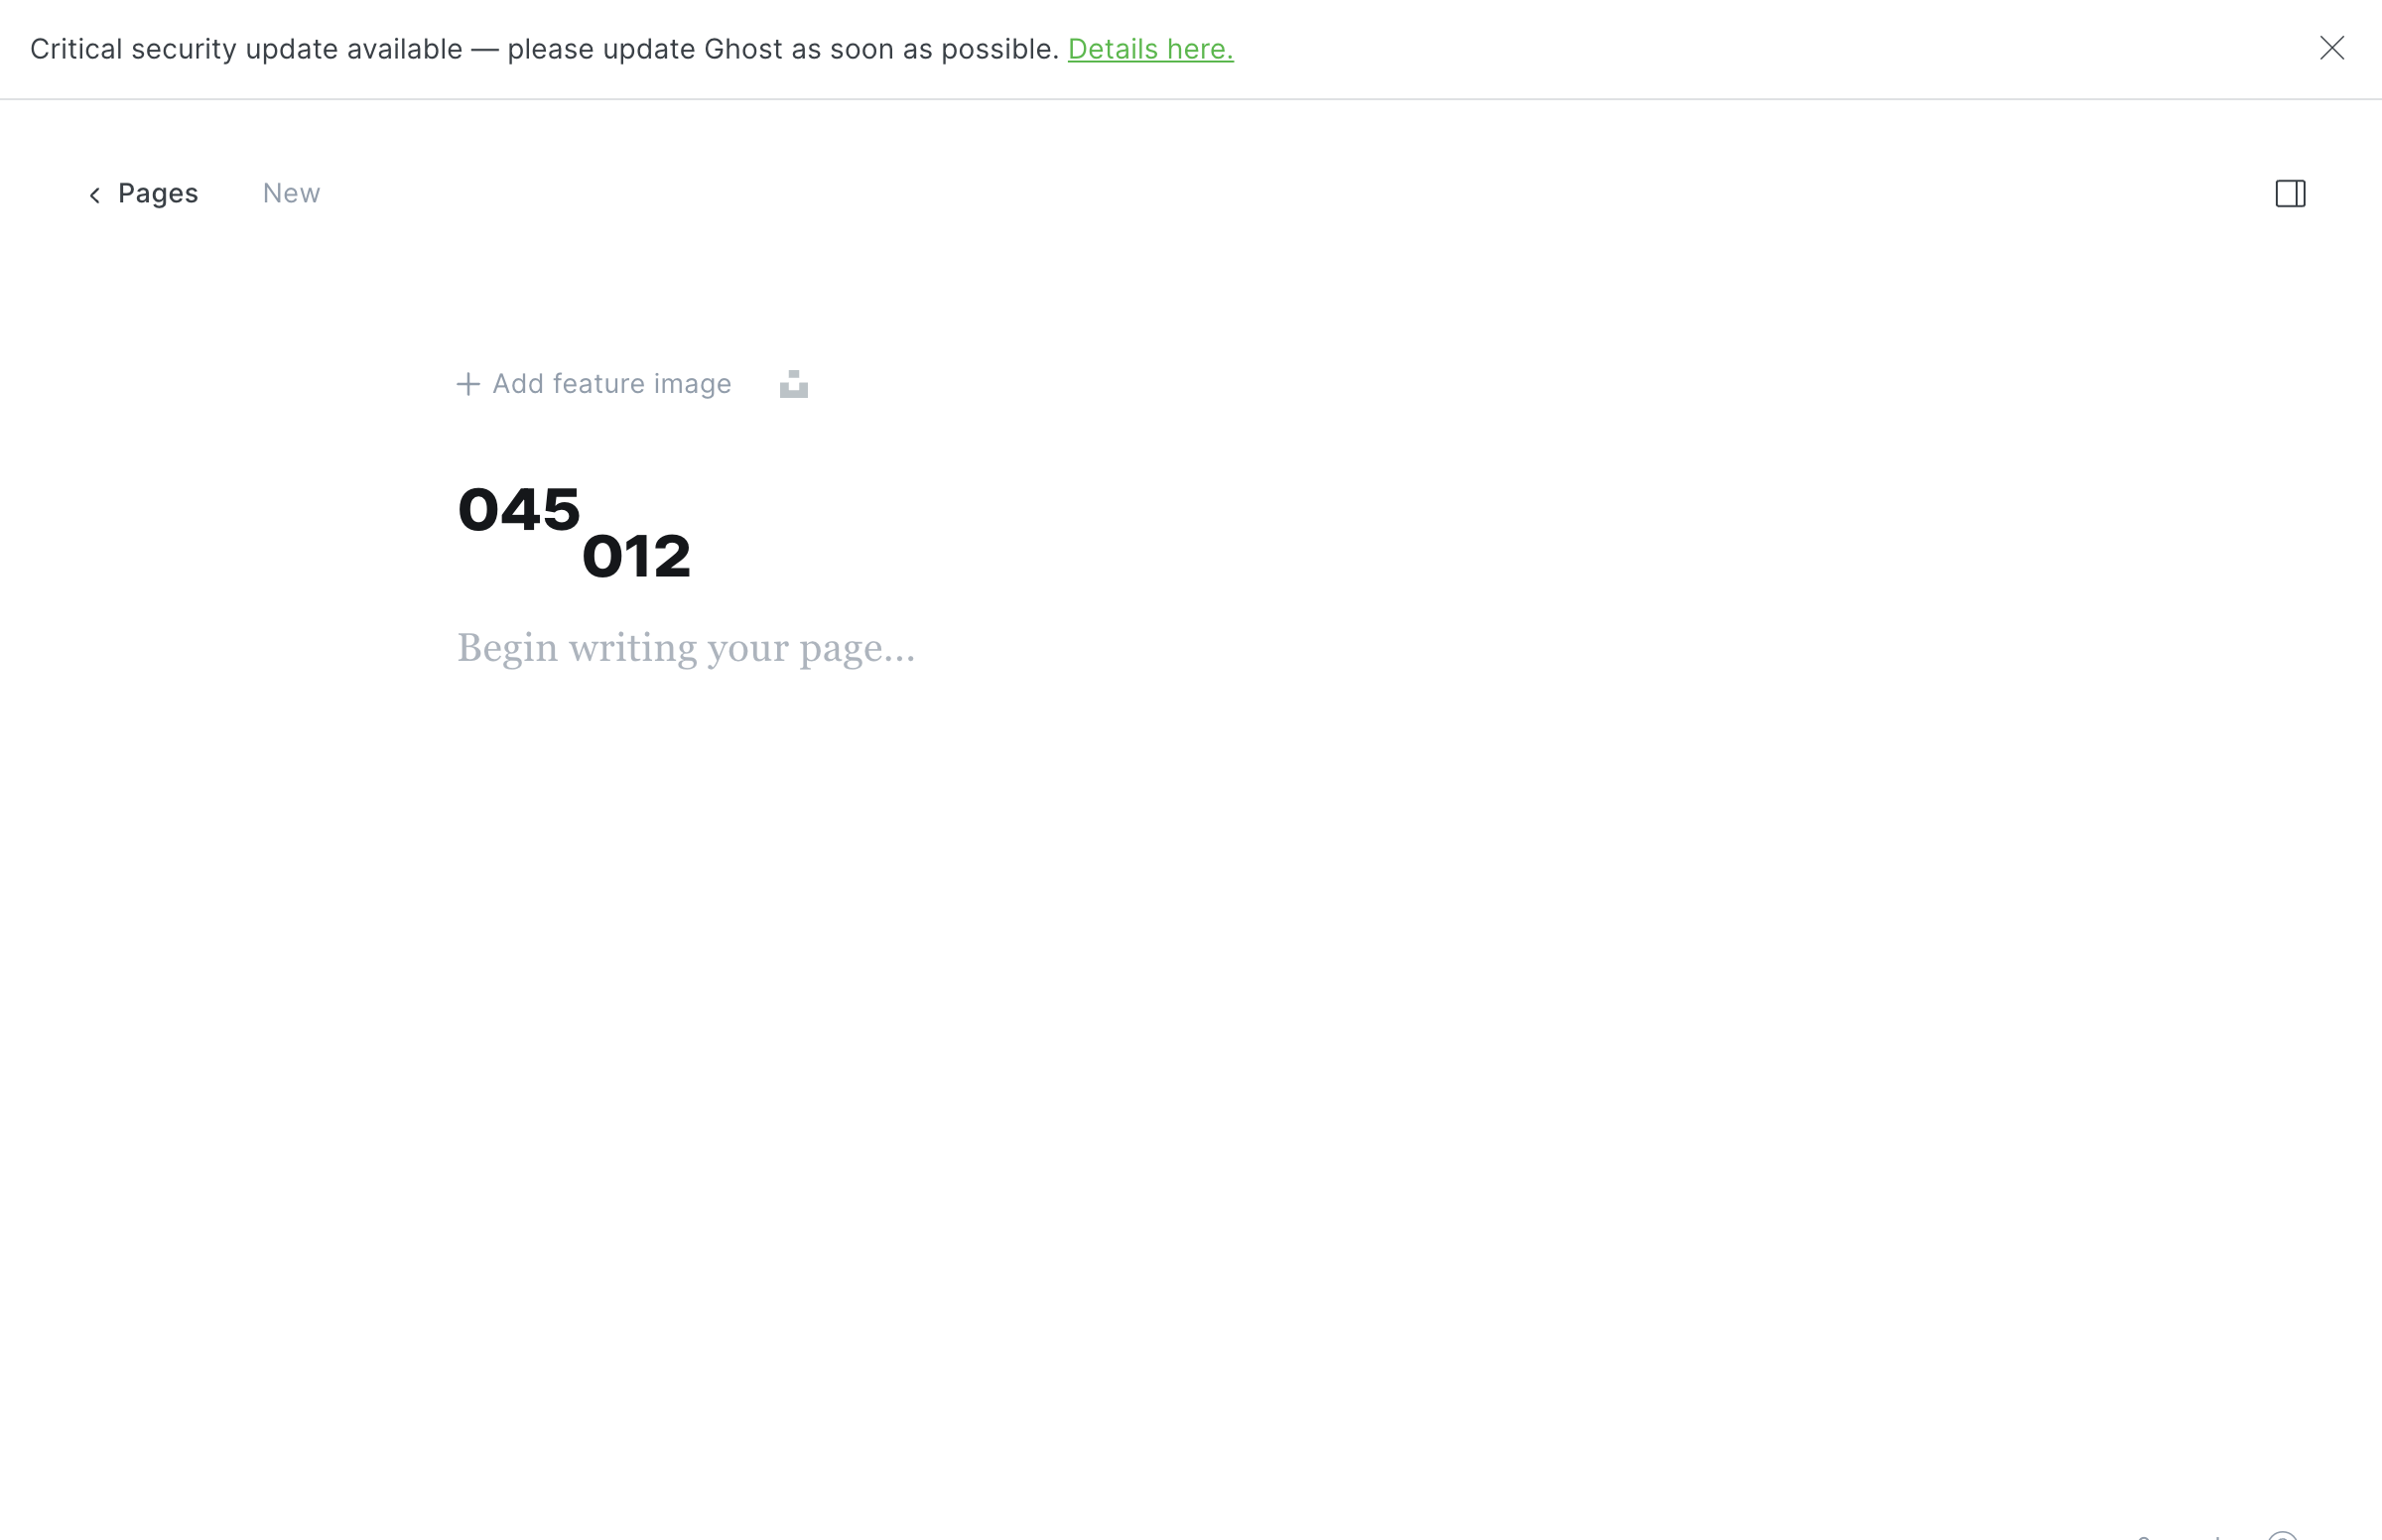 Critical security update available — please update Ghost as soon as possible. Details here.
Pages New
Add feature image
045
012
Begin writing your page...